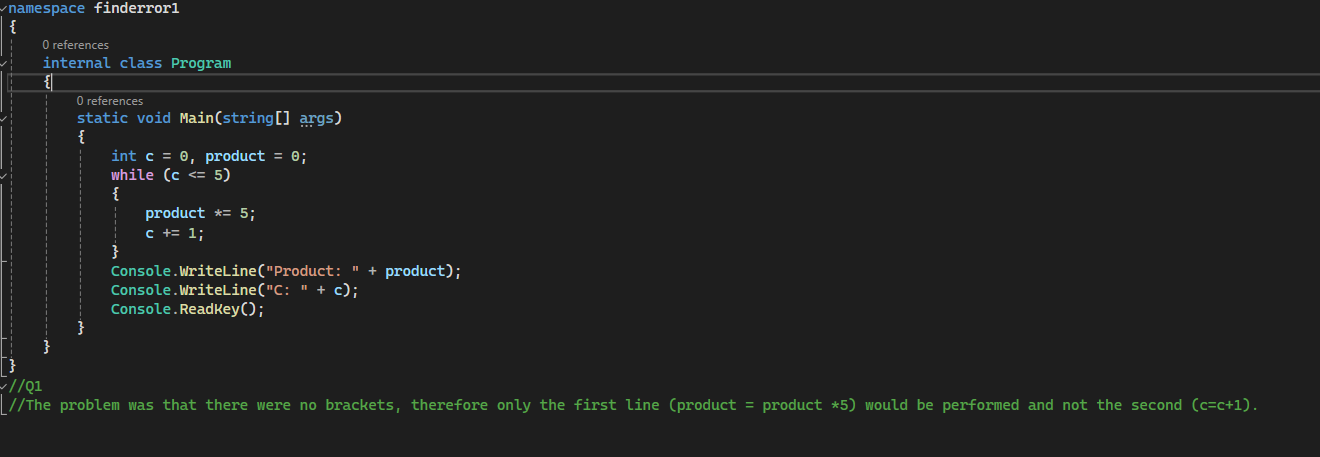 namespace finderror1
{
0 references
internal class Program
{
0 references
static void Main(string[] args)
{
int c = 0, product = 0;
while (c <= 5)
{
product *= 5;
c += 1;
}
Console.WriteLine("Product: " + product);
Console.WriteLine("C: " + c);
Console.ReadKey();
}
}
}
//Q1
//The problem was that there were no brackets, therefore only the first line (product = product *5) would be performed and not the second (c=c+1).